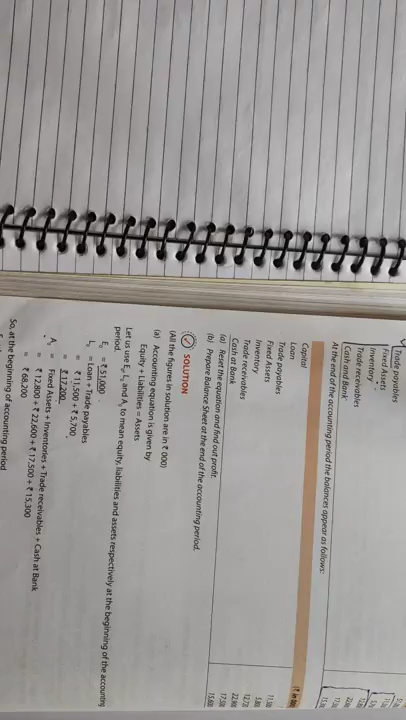 Trade payables
Fixed Assets
Inventory
Trade receivables
Cash and Bank
At the end of the accounting period the balances appear as follows:
Capital
Loan
Trade payables
Fixed Assets
Inventory
Trade receivables
Cash at Bank
(a) Reset the equation and find out profit.
(b) Prepare Balance Sheet at the end of the accounting period.
SOLUTION
(All the figures in solution are in ₹ 000)
(a) Accounting equation is given by
Equity + Liabilities = Assets
Let us use E₀, L₀ and A₀ to mean equity, liabilities and assets respectively at the beginning of the accounting
period.
E₀ = ₹ 51,000
L₀ = Loan + Trade payables
= ₹ 11,500 + ₹ 5,700
= ₹ 17,200
A₀ = Fixed Assets + Inventories + Trade receivables + Cash at Bank
= ₹ 12,800 + ₹ 22,600 + ₹ 17,500 + ₹ 15,300
= ₹ 68,200
So, at the beginning of accounting period